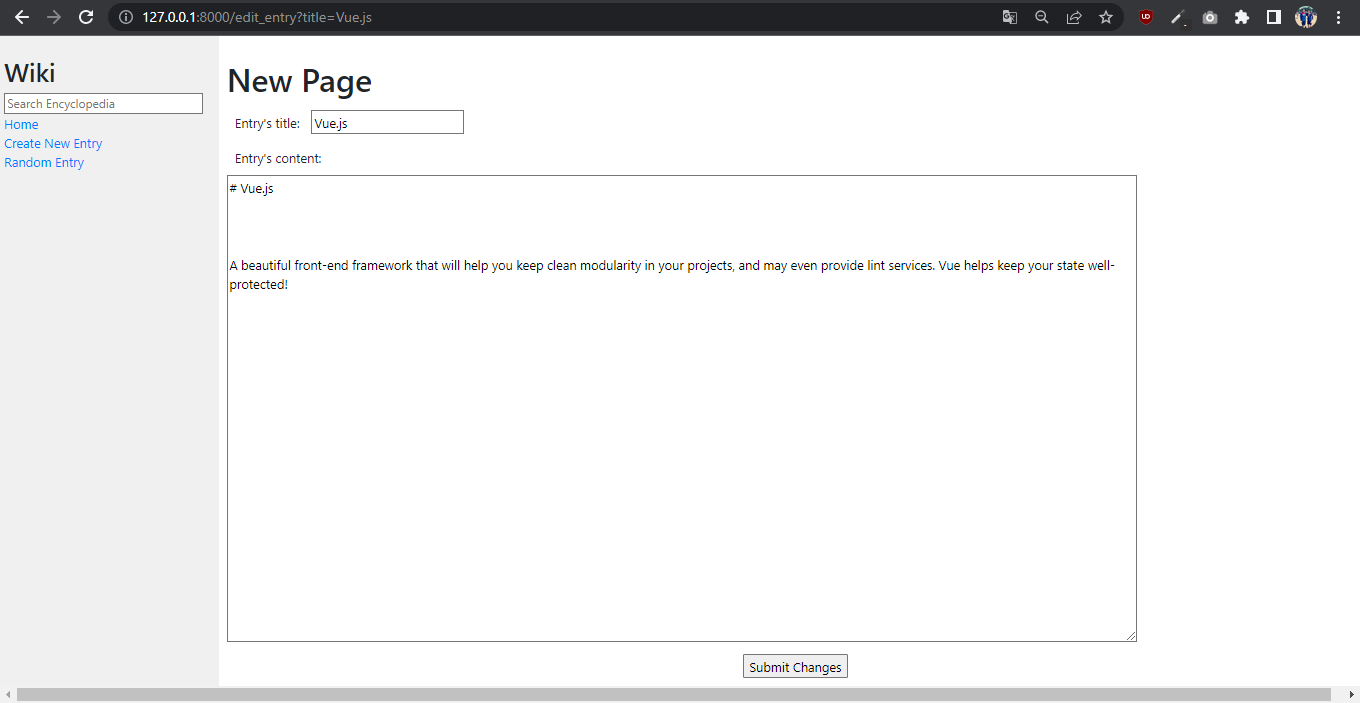 127.0.0.1:8000/edit_entry?title=Vue.js
Wiki
Search Encyclopedia
Home
Create New Entry
Random Entry
New Page
Entry's title: Vue.js
Entry's content:
# Vue.js
A beautiful front-end framework that will help you keep clean modularity in your projects, and may even provide lint services. Vue helps keep your state well-
protected!
Submit Changes